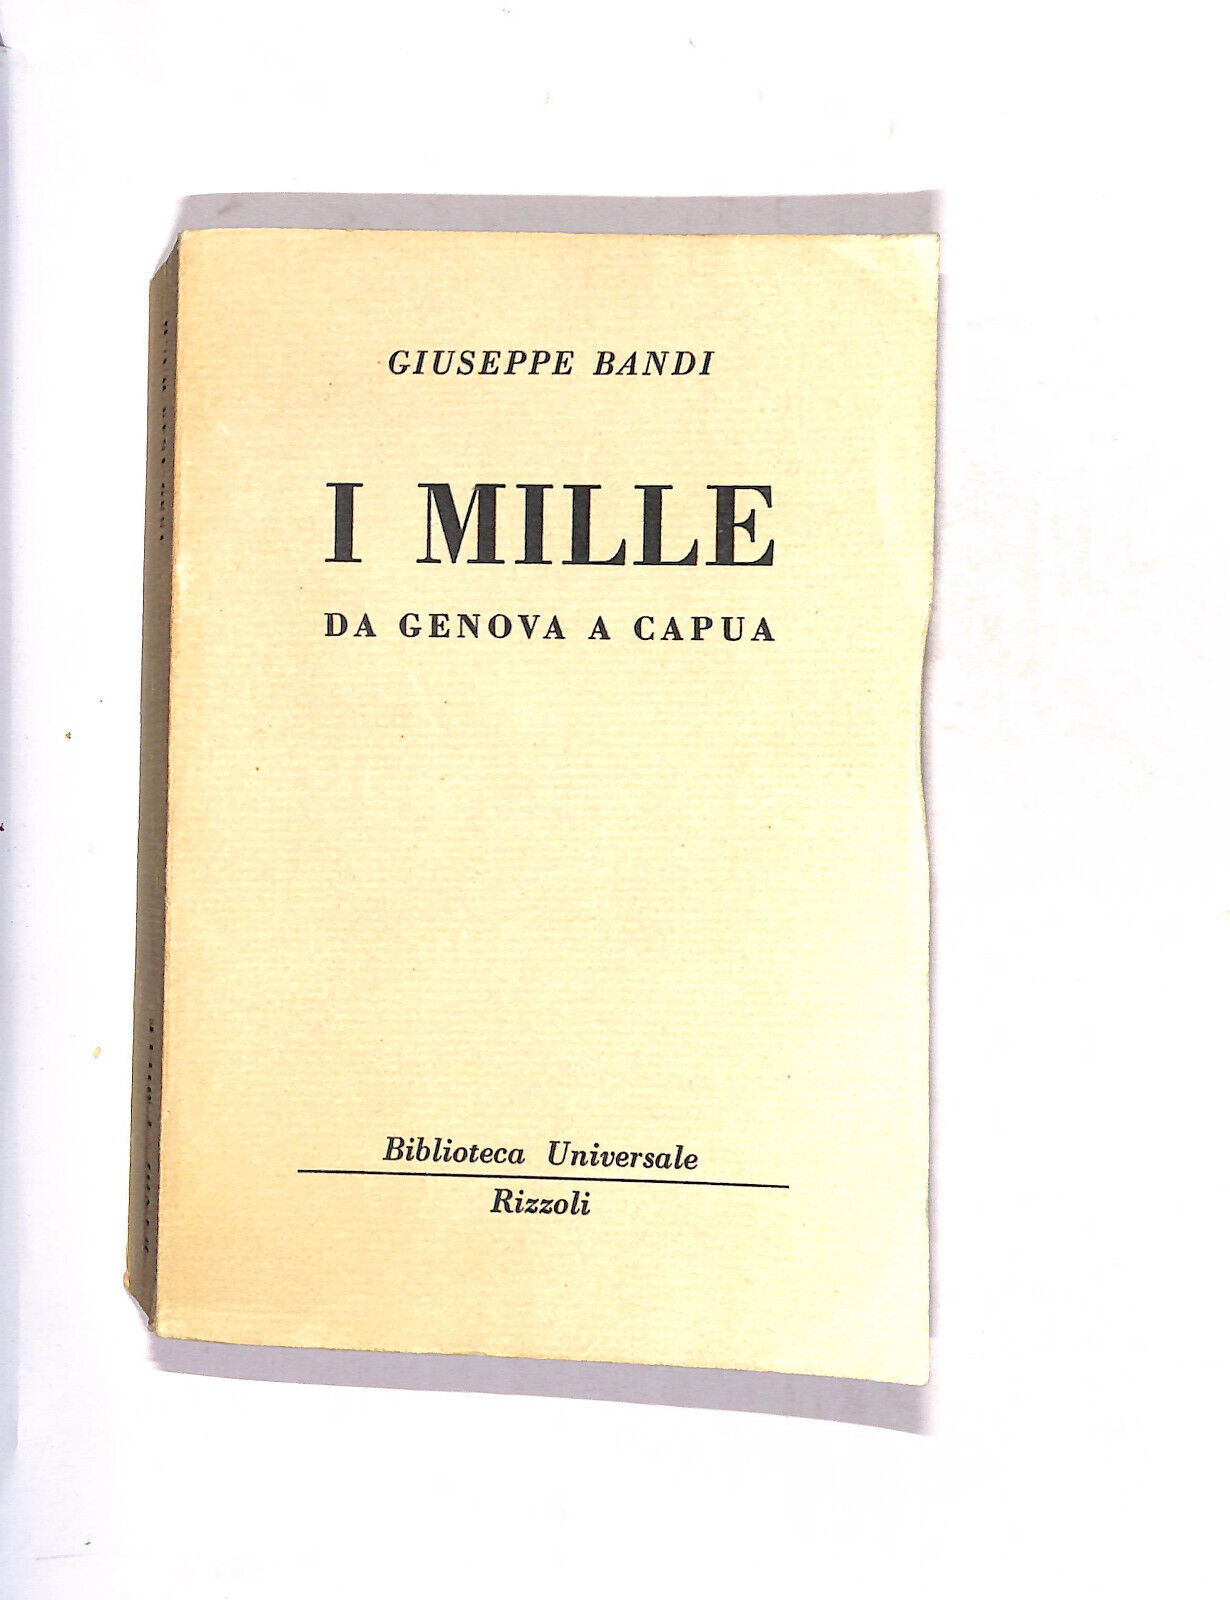 GIUSEPPE BANDI
I MILLE
DA GENOVA A CAPUA
Biblioteca Universale
Rizzoli